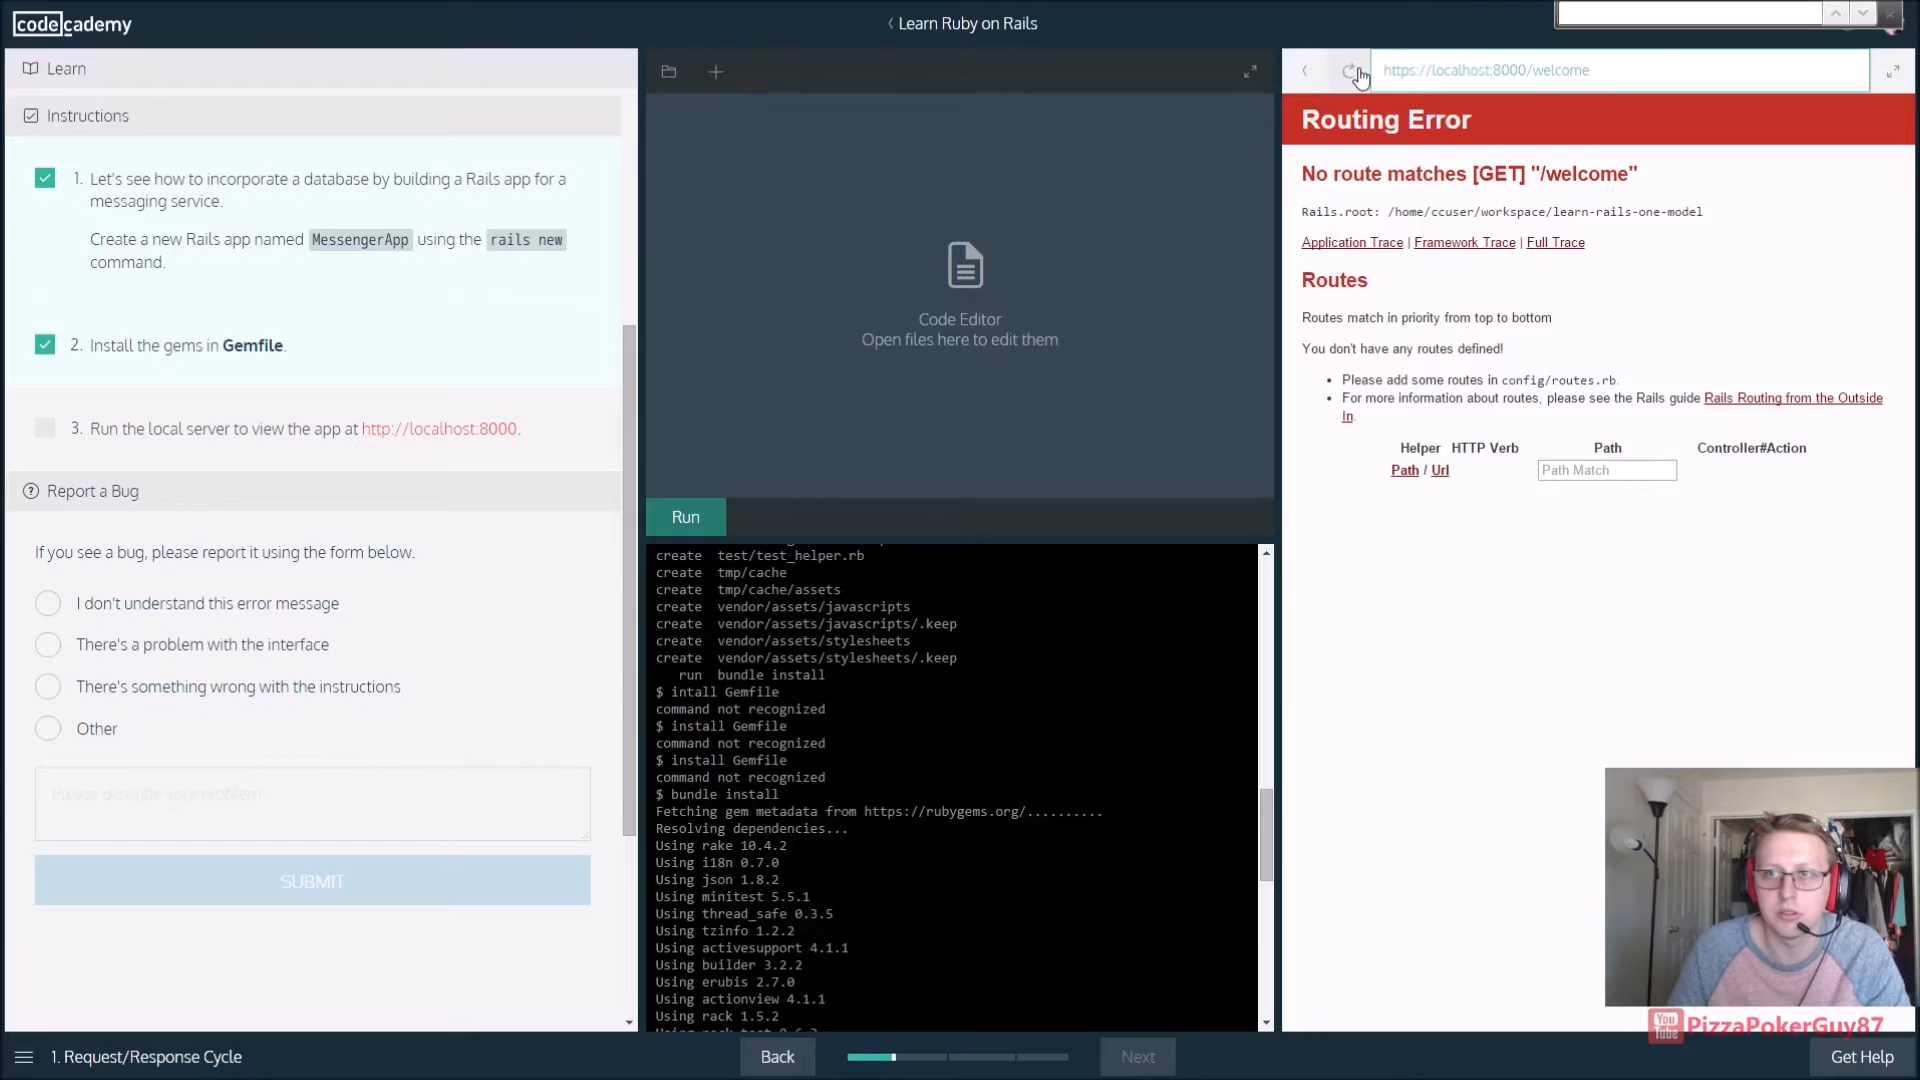 codecademy
Learn Ruby on Rails
Learn
Instructions
1. Let's see how to incorporate a database by building a Rails app for a
messaging service.
Create a new Rails app named MessengerApp using the rails new
command.
2. Install the gems in Gemfile.
3. Run the local server to view the app at http://localhost:8000.
Report a Bug
If you see a bug, please report it using the form below.
I don't understand this error message
There's a problem with the interface
There's something wrong with the instructions
Other
Please describe your problem
SUBMIT
Code Editor
Open files here to edit them
Run
create test/test_helper.rb
create tmp/cache
create tmp/cache/assets
create vendor/assets/javascripts
create vendor/assets/javascripts/.keep
create vendor/assets/stylesheets
create vendor/assets/stylesheets/.keep
run bundle install
$ intall Gemfile
command not recognized
$ install Gemfile
command not recognized
$ install Gemfile
command not recognized
$ bundle install
Fetching gem metadata from https://rubygems.org/..........
Resolving dependencies...
Using rake 10.4.2
Using i18n 0.7.0
Using json 1.8.2
Using minitest 5.5.1
Using thread_safe 0.3.5
Using tzinfo 1.2.2
Using activesupport 4.1.1
Using builder 3.2.2
Using erubis 2.7.0
Using actionview 4.1.1
Using rack 1.5.2
https://localhost:8000/welcome
Routing Error
No route matches [GET] "/welcome"
Rails.root: /home/ccuser/workspace/learn-rails-one-model
Application Trace | Framework Trace | Full Trace
Routes
Routes match in priority from top to bottom
You don't have any routes defined!
• Please add some routes in config/routes.rb.
• For more information about routes, please see the Rails guide Rails Routing from the Outside
In.
Helper HTTP Verb Path Controller#Action
Path / Url Path Match
You Tube PizzaPokerGuy87
1. Request/Response Cycle
Back
Next
Get Help